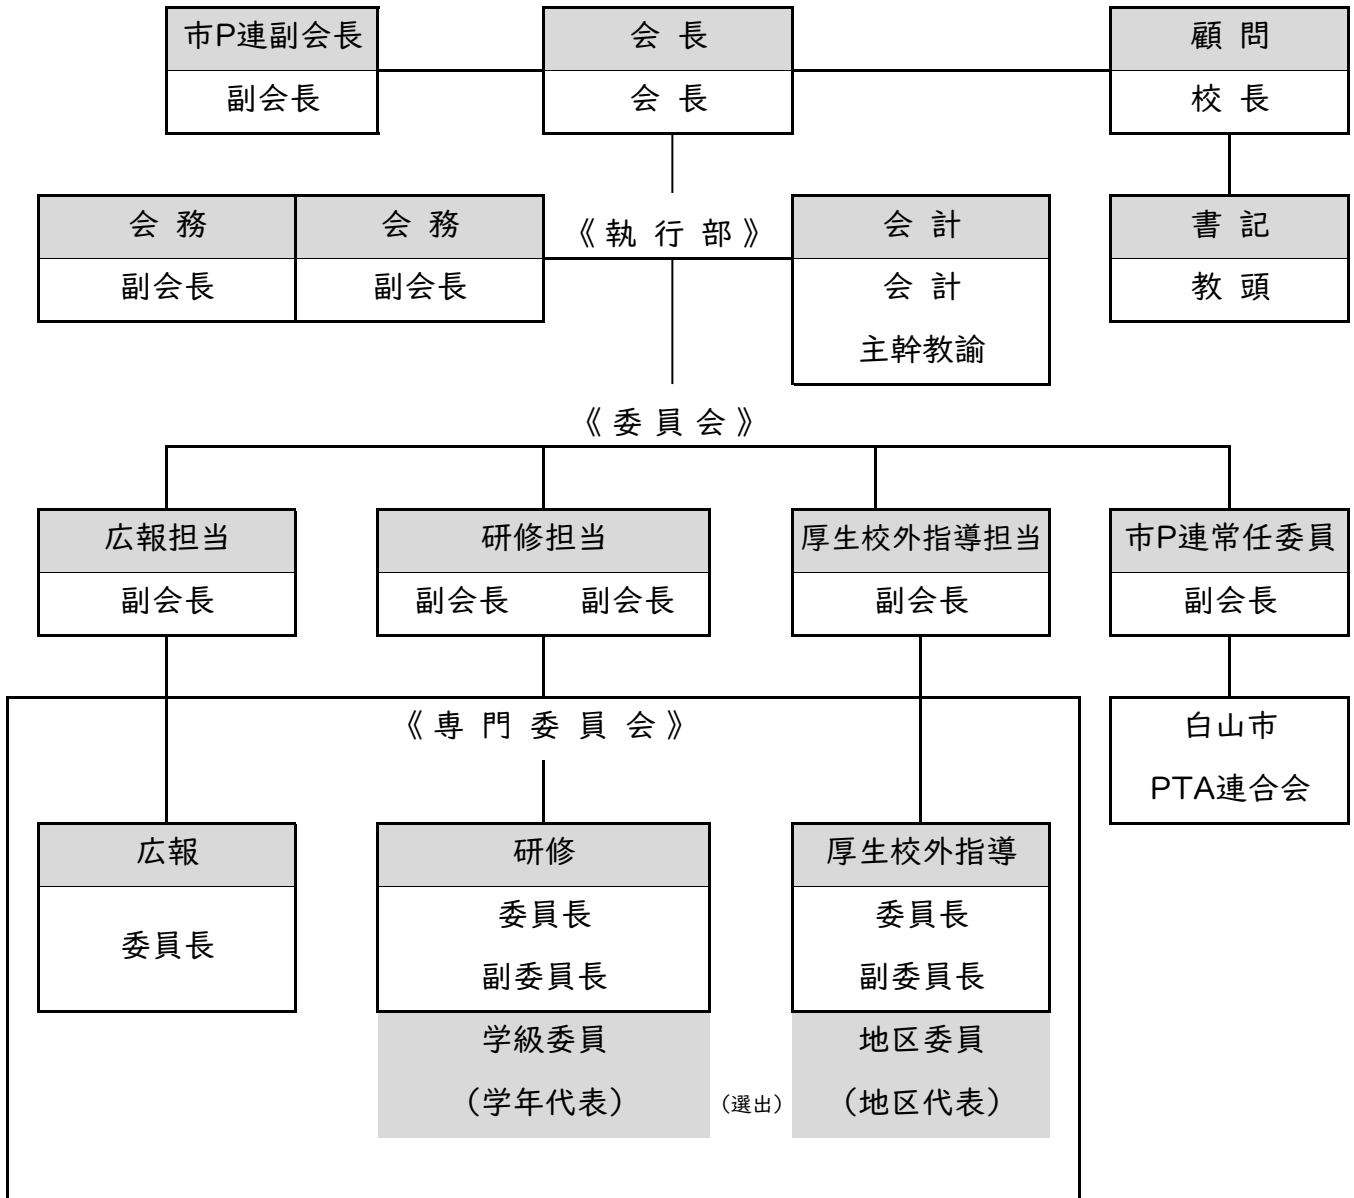 市P連副会長
会 長
顧 問
副会長
会 長
校 長
会 務
会 務
《 執 行 部 》
会 計
書 記
副会長
副会長
会 計
教 頭
主幹教諭
《 委 員 会 》
広報担当
研修担当
厚生校外指導担当
市P連常任委員
副会長
副会長 副会長
副会長
副会長
《 専 門 委 員 会 》
白山市
PTA連合会
広報
研修
厚生校外指導
委員長
委員長
委員長
副委員長
副委員長
学級委員
地区委員
（学年代表）
（選出）
（地区代表）